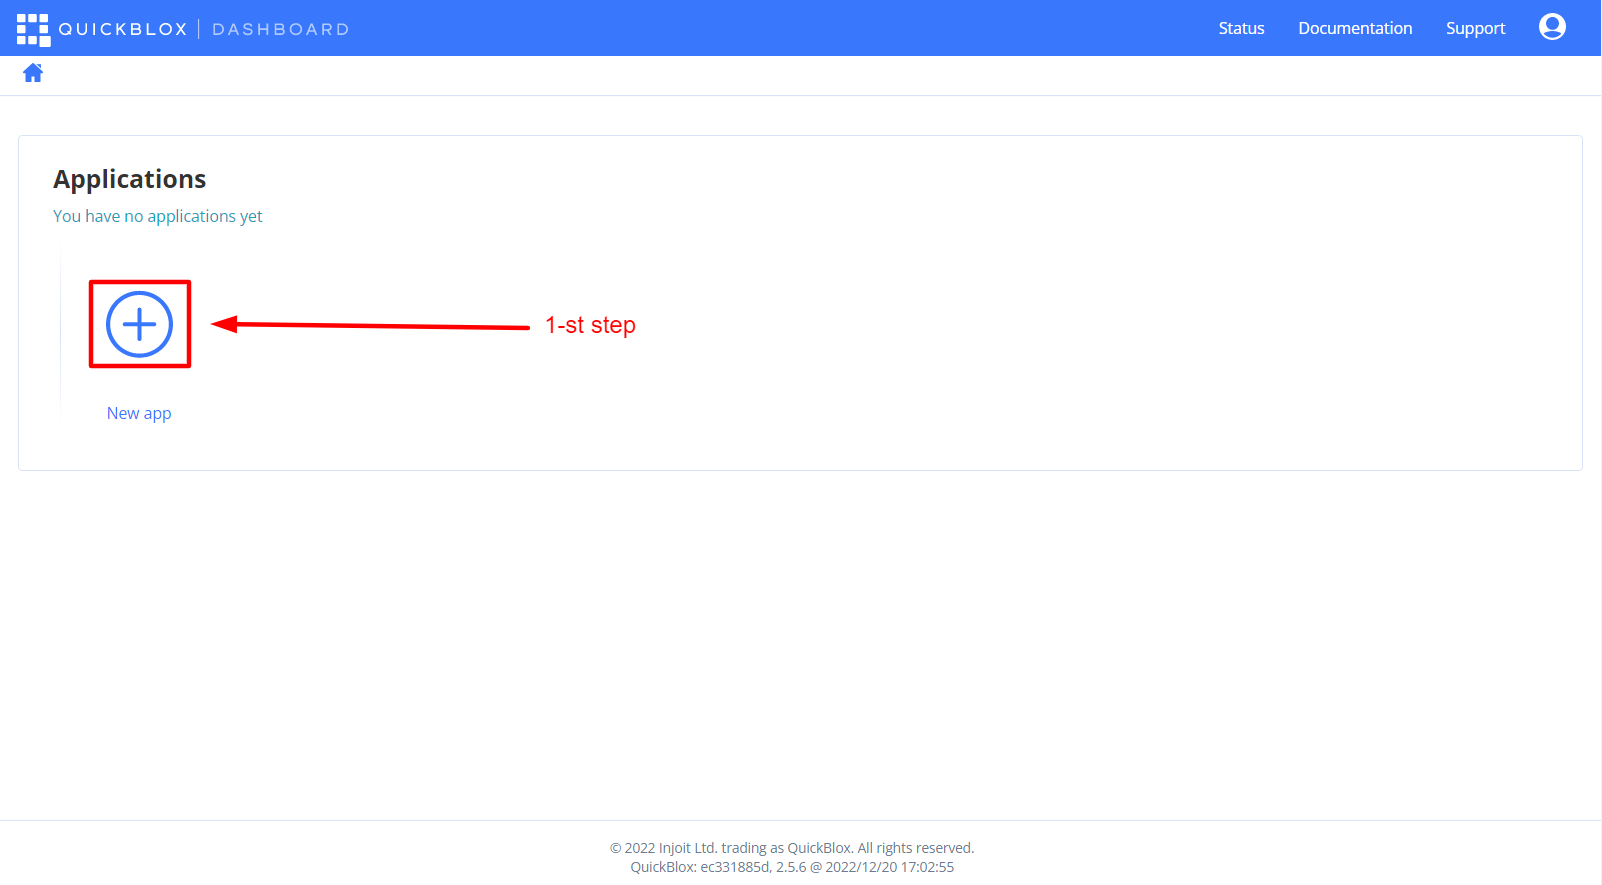 QUICKBLOX | DASHBOARD
Status Documentation Support
Applications
You have no applications yet
1-st step
New app
© 2022 Injoit Ltd. trading as QuickBlox. All rights reserved.
QuickBlox: ec331885d, 2.5.6 @ 2022/12/20 17:02:55